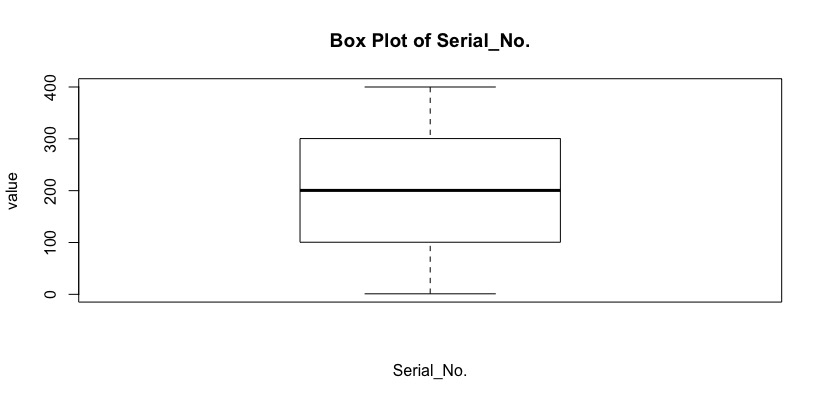 Box Plot of Serial_No.
value
400
300
200
100
0
Serial_No.